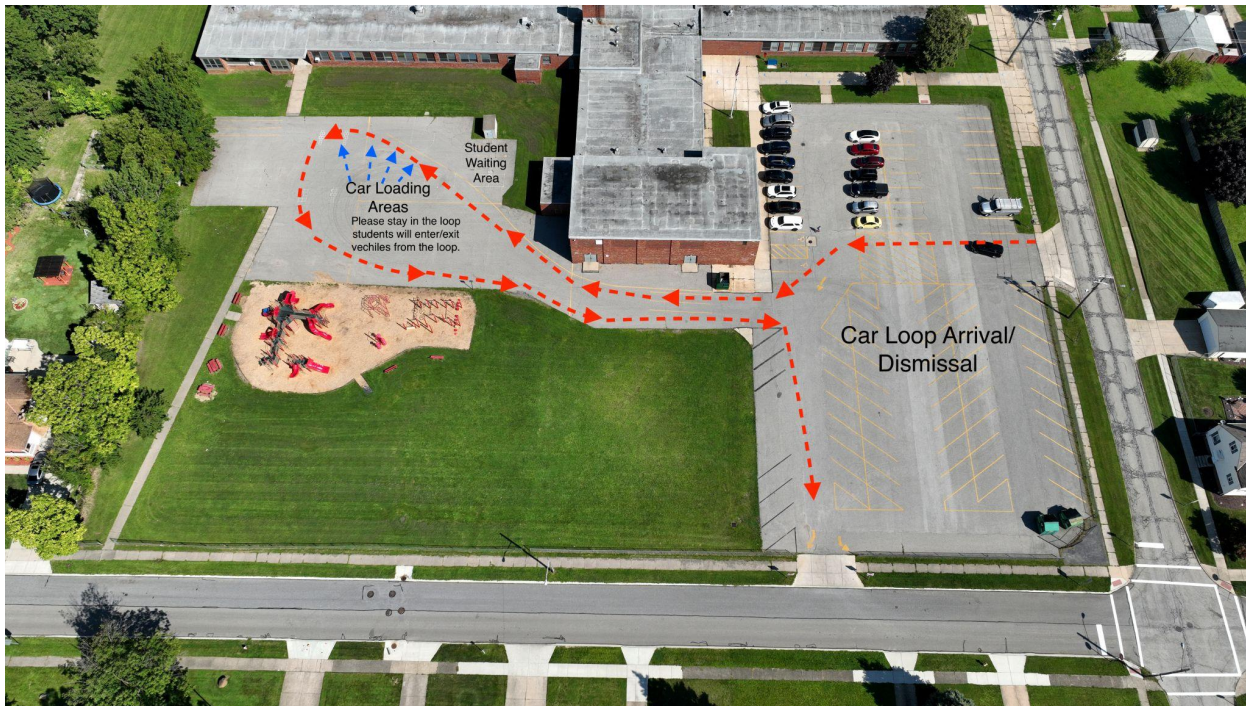 Student
Waiting
Area
Car Loading
Areas
Please stay in the loop
students will enter/exit
vechiles from the loop.
Car Loop Arrival/
Dismissal